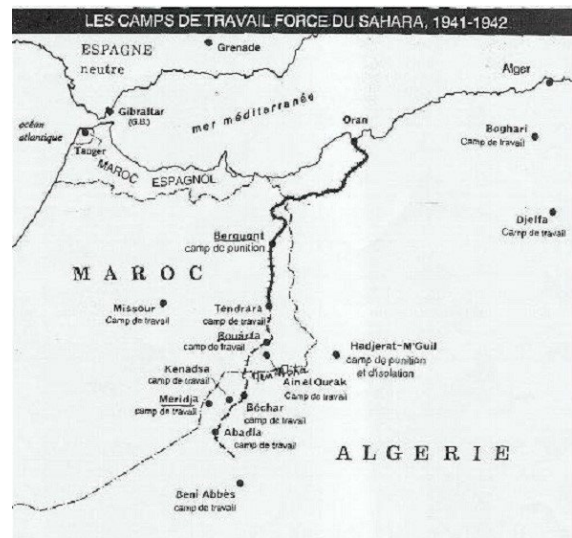 LES CAMPS DE TRAVAIL FORCE DU SAHARA, 1941-1942
ESPAGNE
neutre
Grenade
Alger
Gibraltar
(G.B.)
mer méditerranée
océan
atlantique
Tanger
Oran
Boghari
Camp de travail
MAROC ESPAGNOL
Djelfa
Camp de travail
Berguent
camp de punition
MAROC
Missour
Camp de travail
Tendrara
camp de travail
Bouârfa
camp de travail
Hadjerat-M'Guil
camp de punition
et d'isolation
Kenadsa
camp de travail
Ain el Ourak
Camp de travail
Meridja
camp de travail
Béchar
camp de travail
Abadla
camp de travail
ALGERIE
Beni Abbès
camp de travail